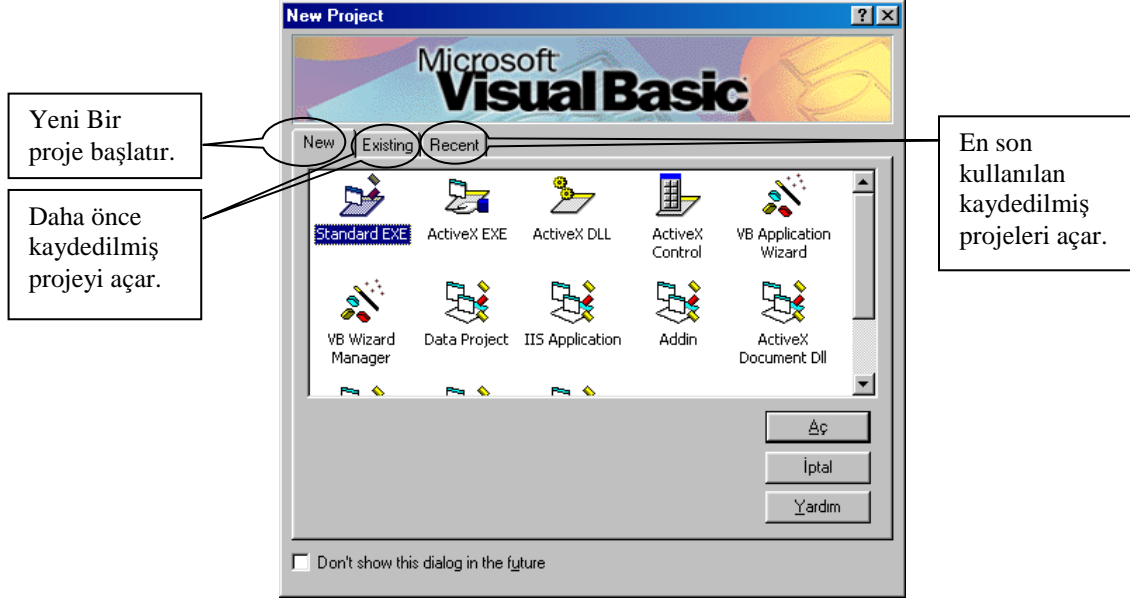 New Project
Microsoft
Visual Basic
Yeni Bir
proje başlatır.
Daha önce
kaydedilmiş
projeyi açar.
New
Existing
Recent
En son
kullanılan
kaydedilmiş
projeleri açar.
Standard EXE
ActiveX EXE
ActiveX DLL
ActiveX
Control
VB Application
Wizard
VB Wizard
Manager
Data Project
IIS Application
Addin
ActiveX
Document Dll
Aç
İptal
Yardım
Don't show this dialog in the future